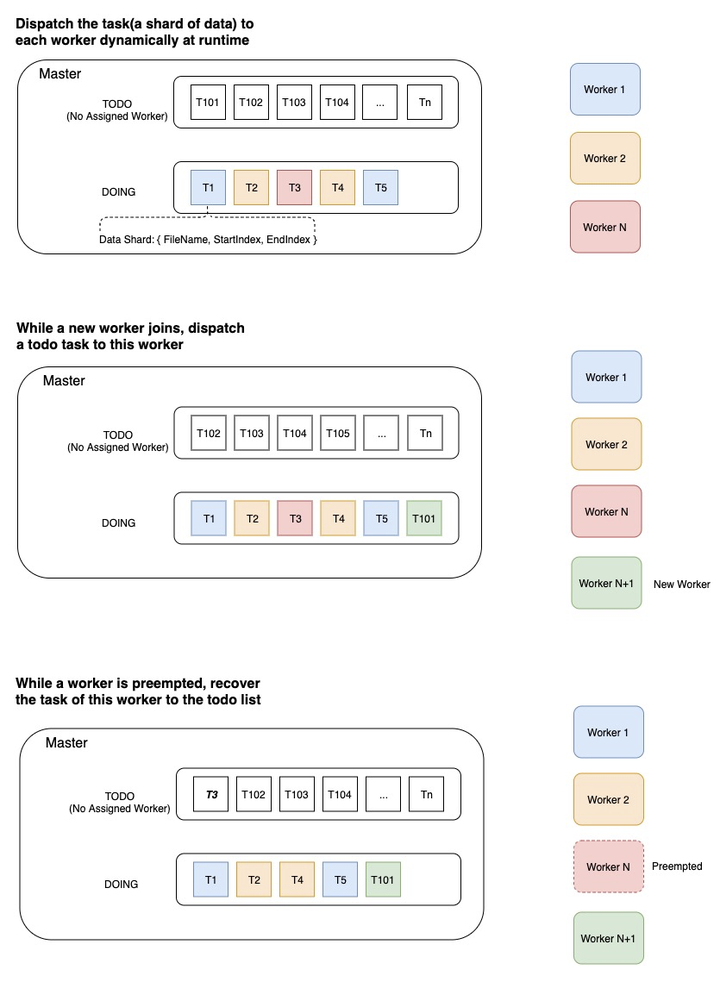 Dispatch the task(a shard of data) to
each worker dynamically at runtime
Master
TODO
(No Assigned Worker)
T101 T102 T103 T104 ... Tn
DOING
T1 T2 T3 T4 T5
Data Shard: { FileName, StartIndex, EndIndex }
Worker 1
Worker 2
Worker N
While a new worker joins, dispatch
a todo task to this worker
Master
TODO
(No Assigned Worker)
T102 T103 T104 T105 ... Tn
DOING
T1 T2 T3 T4 T5 T101
Worker 1
Worker 2
Worker N
Worker N+1 New Worker
While a worker is preempted, recover
the task of this worker to the todo list
Master
TODO
(No Assigned Worker)
T3 T102 T103 T104 ... Tn
DOING
T1 T2 T4 T5 T101
Worker 1
Worker 2
Worker N Preempted
Worker N+1